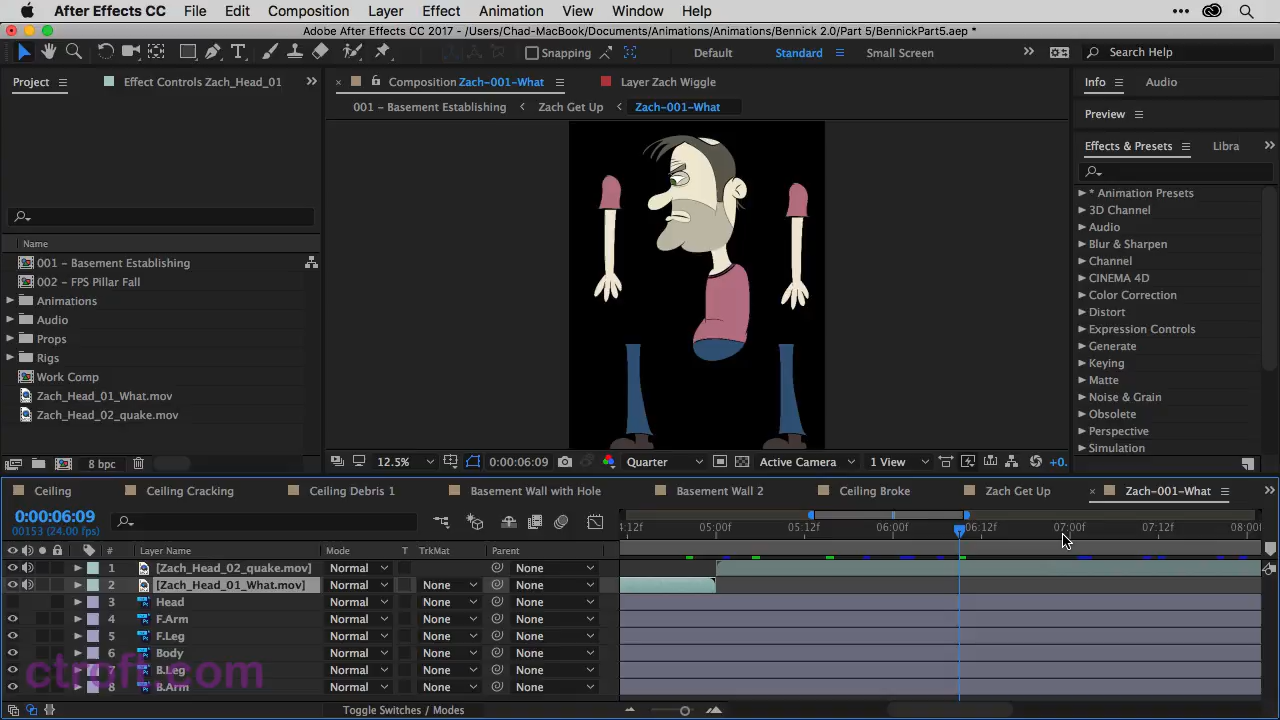 After Effects CC File Edit Composition Layer Effect Animation View Window Help
Adobe After Effects CC 2017 - /Users/Chad-MacBook/Documents/Animations/Animations/Bennick 2.0/Part 5/BennickPart5.aep *
Snapping Default Standard Small Screen Search Help
Project Effect Controls Zach_Head_01 Composition Zach-001-What Layer Zach Wiggle Info Audio
001 – Basement Establishing Zach Get Up Zach-001-What
Preview
Effects & Presets Libra
* Animation Presets
3D Channel
Audio
Blur & Sharpen
Channel
CINEMA 4D
Color Correction
Distort
Expression Controls
Generate
Keying
Matte
Noise & Grain
Obsolete
Perspective
Simulation
Name
001 – Basement Establishing
002 – FPS Pillar Fall
Animations
Audio
Props
Rigs
Work Comp
Zach_Head_01_What.mov
Zach_Head_02_quake.mov
8 bpc
12.5% 0:00:06:09 Quarter Active Camera 1 View +0.
Ceiling Ceiling Cracking Ceiling Debris 1 Basement Wall with Hole Basement Wall 2 Ceiling Broke Zach Get Up Zach-001-What
0:00:06:09
00153 (24.00 fps)
4:12f 05:00f 05:12f 06:00f 06:12f 07:00f 07:12f 08:00f
# Layer Name Mode T TrkMat Parent
1 [Zach_Head_02_quake.mov] Normal None
2 [Zach_Head_01_What.mov] Normal None None
3 Head Normal None None
4 F.Arm Normal None None
5 F.Leg Normal None None
6 Body Normal None None
7 B.Leg Normal None None
8 B.Arm Normal None None
ctroft.com
Toggle Switches / Modes